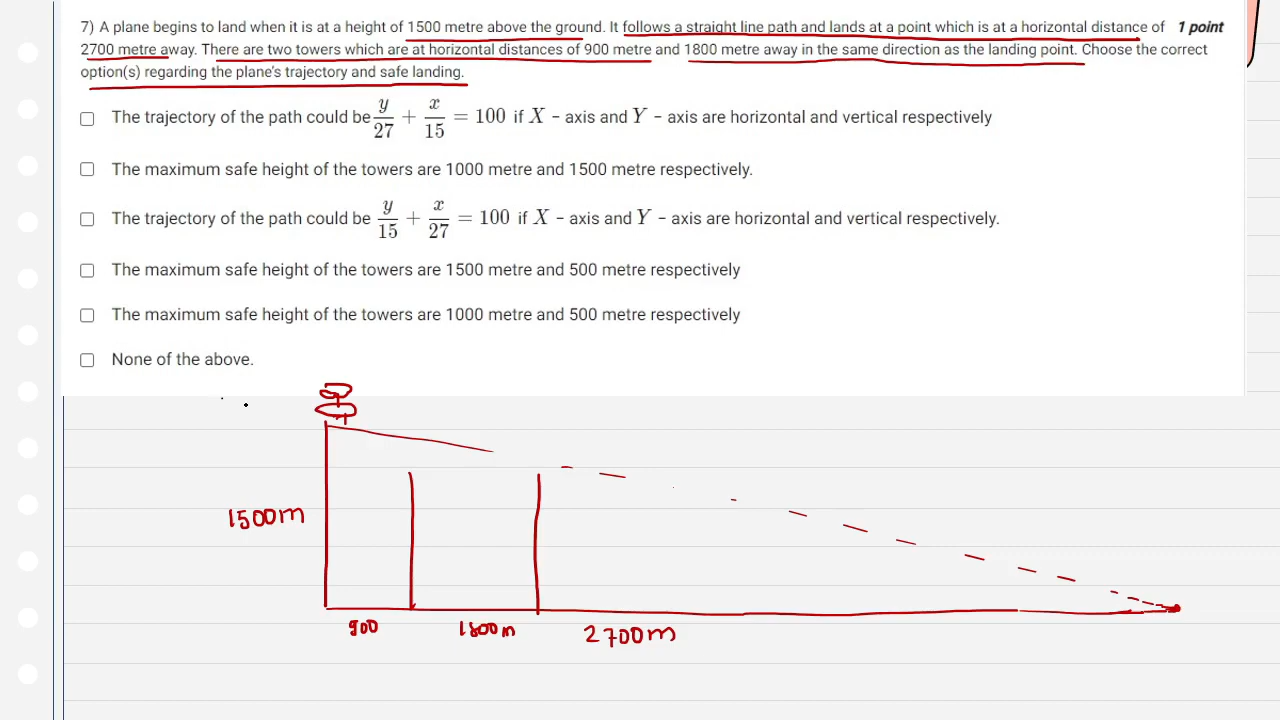 7) A plane begins to land when it is at a height of 1500 metre above the ground. It follows a straight line path and lands at a point which is at a horizontal distance of 1 point
2700 metre away. There are two towers which are at horizontal distances of 900 metre and 1800 metre away in the same direction as the landing point. Choose the correct
option(s) regarding the plane's trajectory and safe landing.
The trajectory of the path could be y/27 + x/15 = 100 if X - axis and Y - axis are horizontal and vertical respectively
The maximum safe height of the towers are 1000 metre and 1500 metre respectively.
The trajectory of the path could be y/15 + x/27 = 100 if X - axis and Y - axis are horizontal and vertical respectively.
The maximum safe height of the towers are 1500 metre and 500 metre respectively
The maximum safe height of the towers are 1000 metre and 500 metre respectively
None of the above.
1500m
900 1800m 2700m